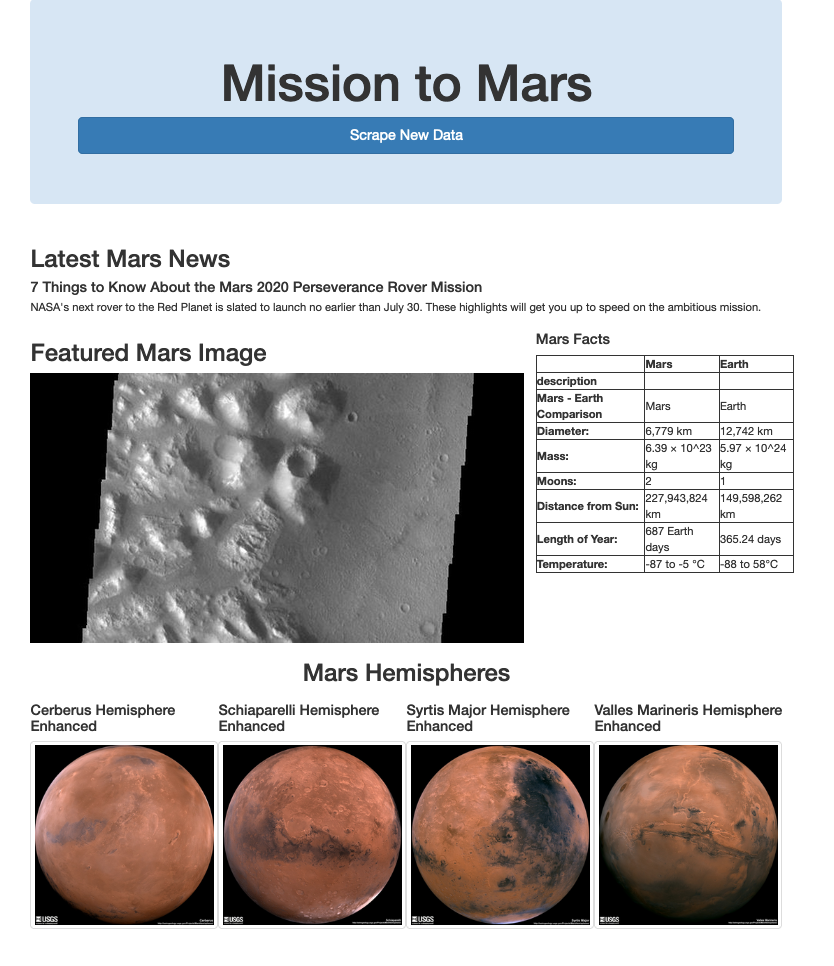 Mission to Mars
Scrape New Data
Latest Mars News
7 Things to Know About the Mars 2020 Perseverance Rover Mission
NASA's next rover to the Red Planet is slated to launch no earlier than July 30. These highlights will get you up to speed on the ambitious mission.
Featured Mars Image
Mars Facts
Mars Earth
description
Mars - Earth
Comparison
Mars Earth
Diameter: 6,779 km 12,742 km
Mass: 6.39 × 10^23
kg 5.97 × 10^24
kg
Moons: 2 1
Distance from Sun: 227,943,824
km 149,598,262
km
Length of Year: 687 Earth
days 365.24 days
Temperature: -87 to -5 °C -88 to 58°C
Mars Hemispheres
Cerberus Hemisphere
Enhanced
Schiaparelli Hemisphere
Enhanced
Syrtis Major Hemisphere
Enhanced
Valles Marineris Hemisphere
Enhanced
USGS
Cerberus
USGS
Schiaparelli
USGS
Syrtis Major
USGS
Valles Marineris